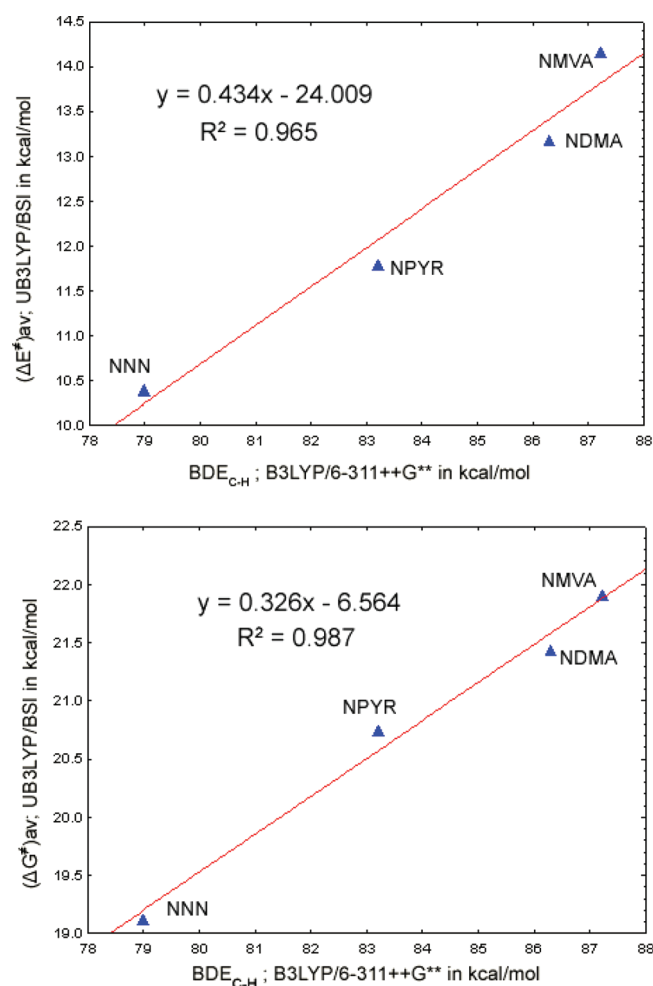 14.5
14.0
13.5
13.0
12.5
12.0
11.5
11.0
10.5
10.0
(ΔE≠)av; UB3LYP/BSI in kcal/mol
y = 0.434x - 24.009
R² = 0.965
NMVA
NDMA
NPYR
NNN
78 79 80 81 82 83 84 85 86 87 88
BDE_C-H ; B3LYP/6-311++G** in kcal/mol
22.5
22.0
21.5
21.0
20.5
20.0
19.5
19.0
(ΔG≠)av; UB3LYP/BSI in kcal/mol
y = 0.326x - 6.564
R² = 0.987
NMVA
NDMA
NPYR
NNN
78 79 80 81 82 83 84 85 86 87 88
BDE_C-H ; B3LYP/6-311++G** in kcal/mol